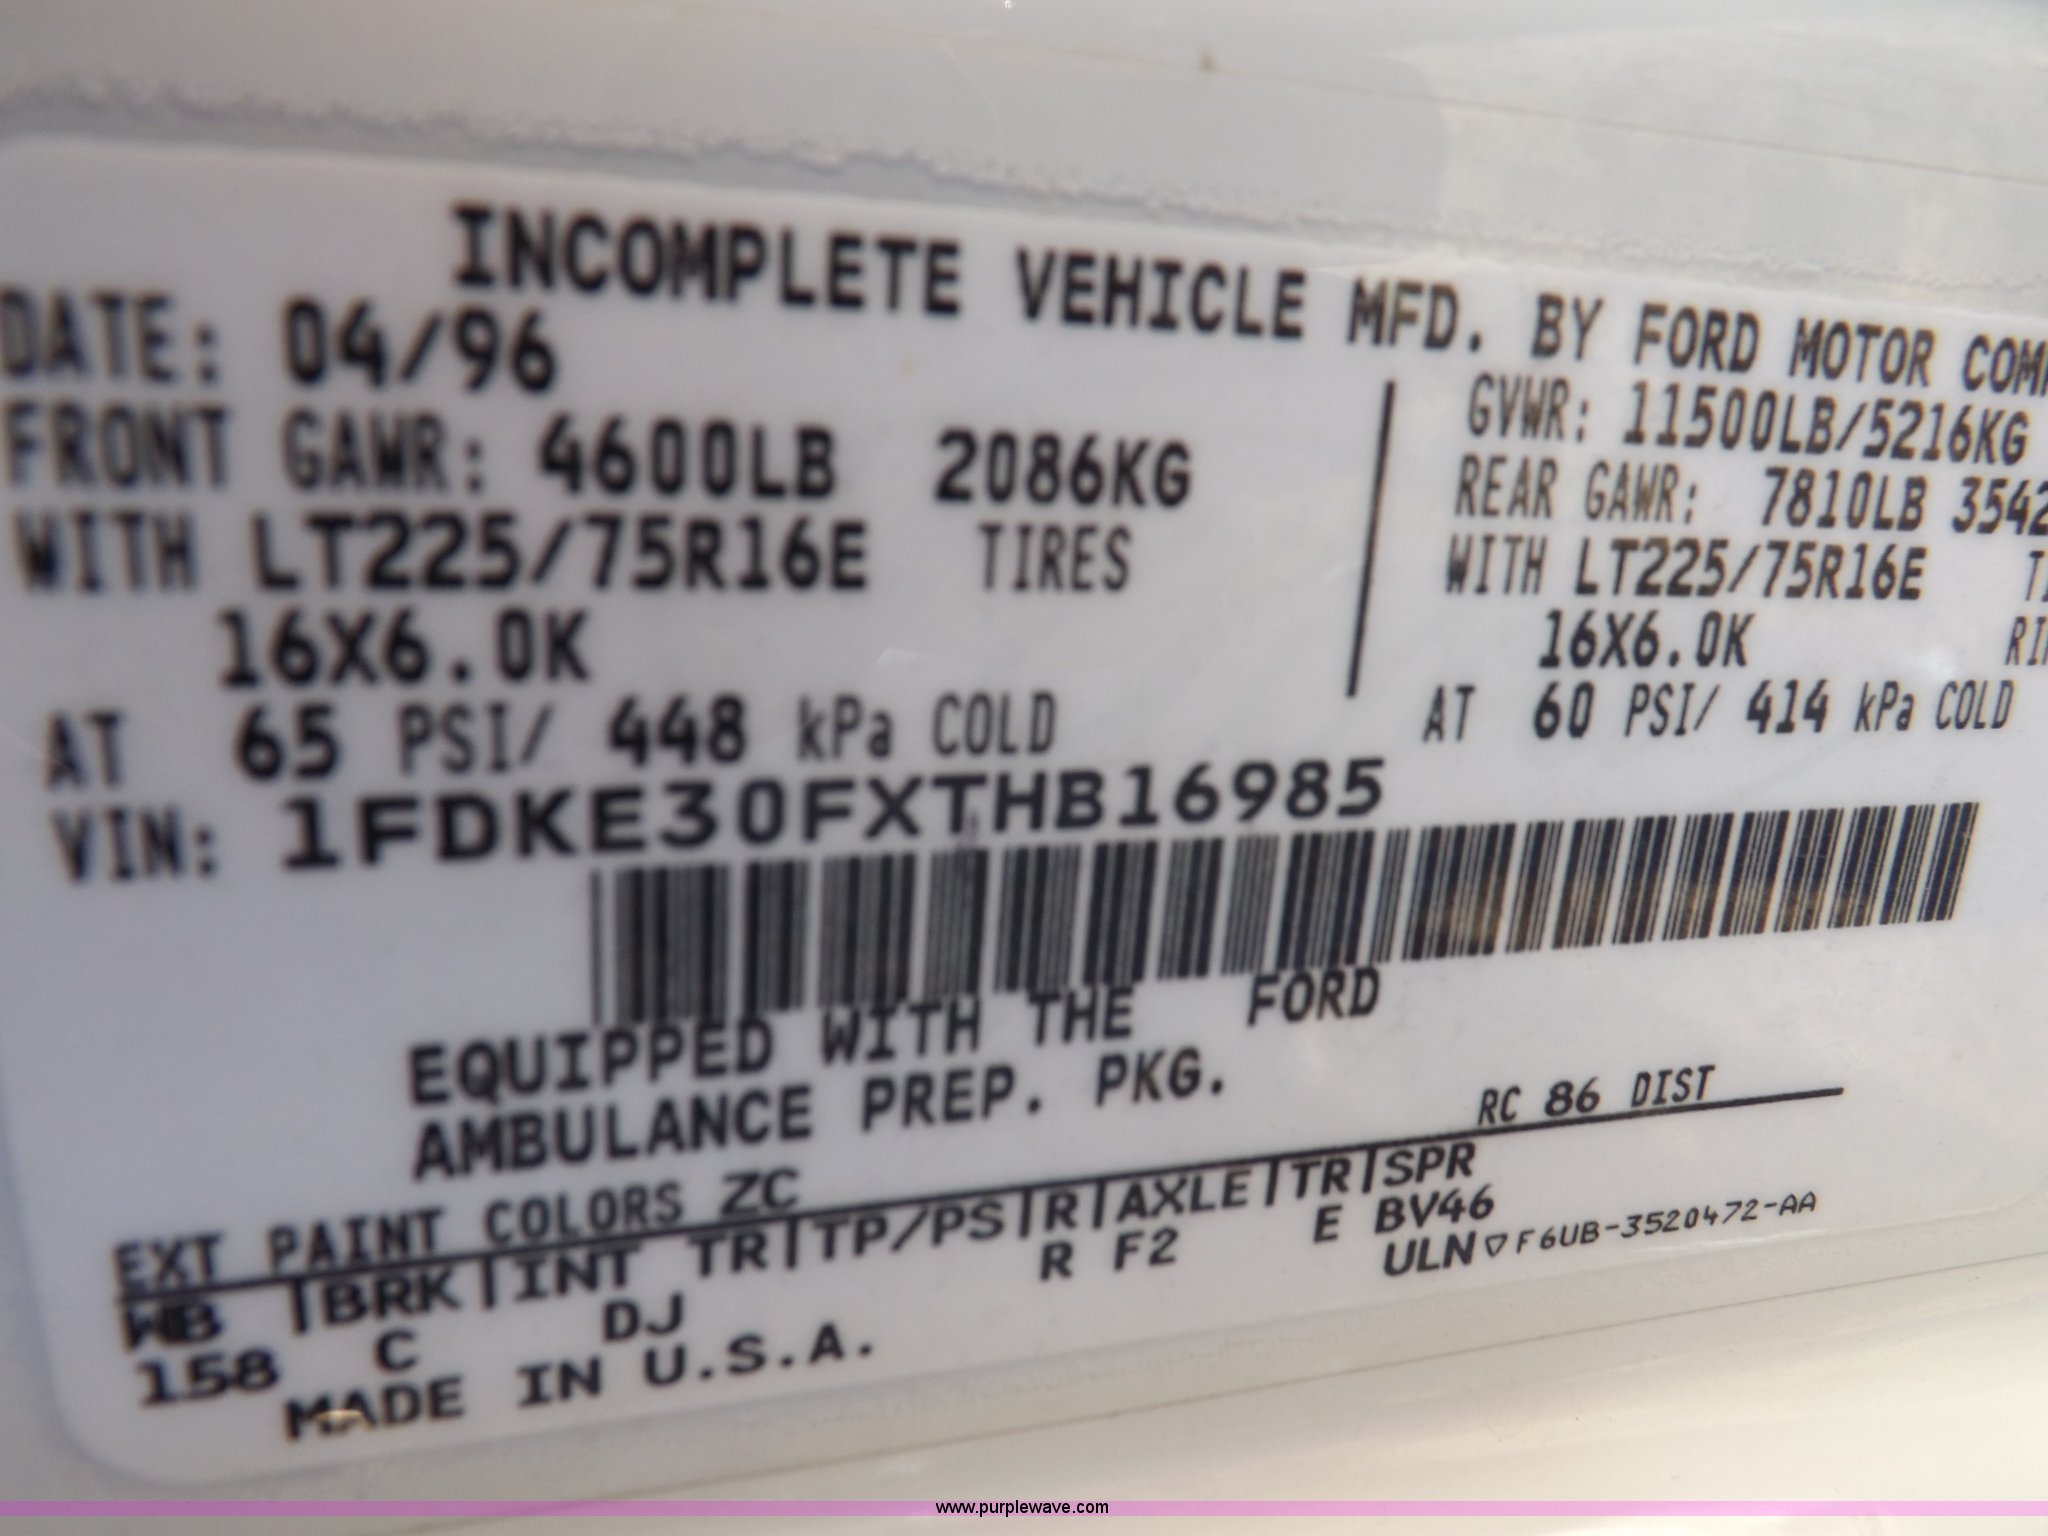 INCOMPLETE VEHICLE MFD. BY FORD MOTOR COMP
DATE: 04/96
GVWR: 11500LB/5216KG
FRONT GAWR: 4600LB 2086KG
REAR GAWR: 7810LB 3542
WITH LT225/75R16E TIRES
WITH LT225/75R16E TI
16X6.0K
16X6.0K RIM
AT 65 PSI/ 448 kPa COLD
AT 60 PSI/ 414 kPa COLD
VIN: 1FDKE30FXTHB16985
EQUIPPED WITH THE FORD
AMBULANCE PREP. PKG.
RC 86 DIST
EXT PAINT COLORS ZC
WB | BRK | INT TR | TP/PS | R | AXLE | TR | SPR
158 C DJ R F2 E BV46
MADE IN U.S.A.
ULN ▽ F6UB-3520472-AA
www.purplewave.com